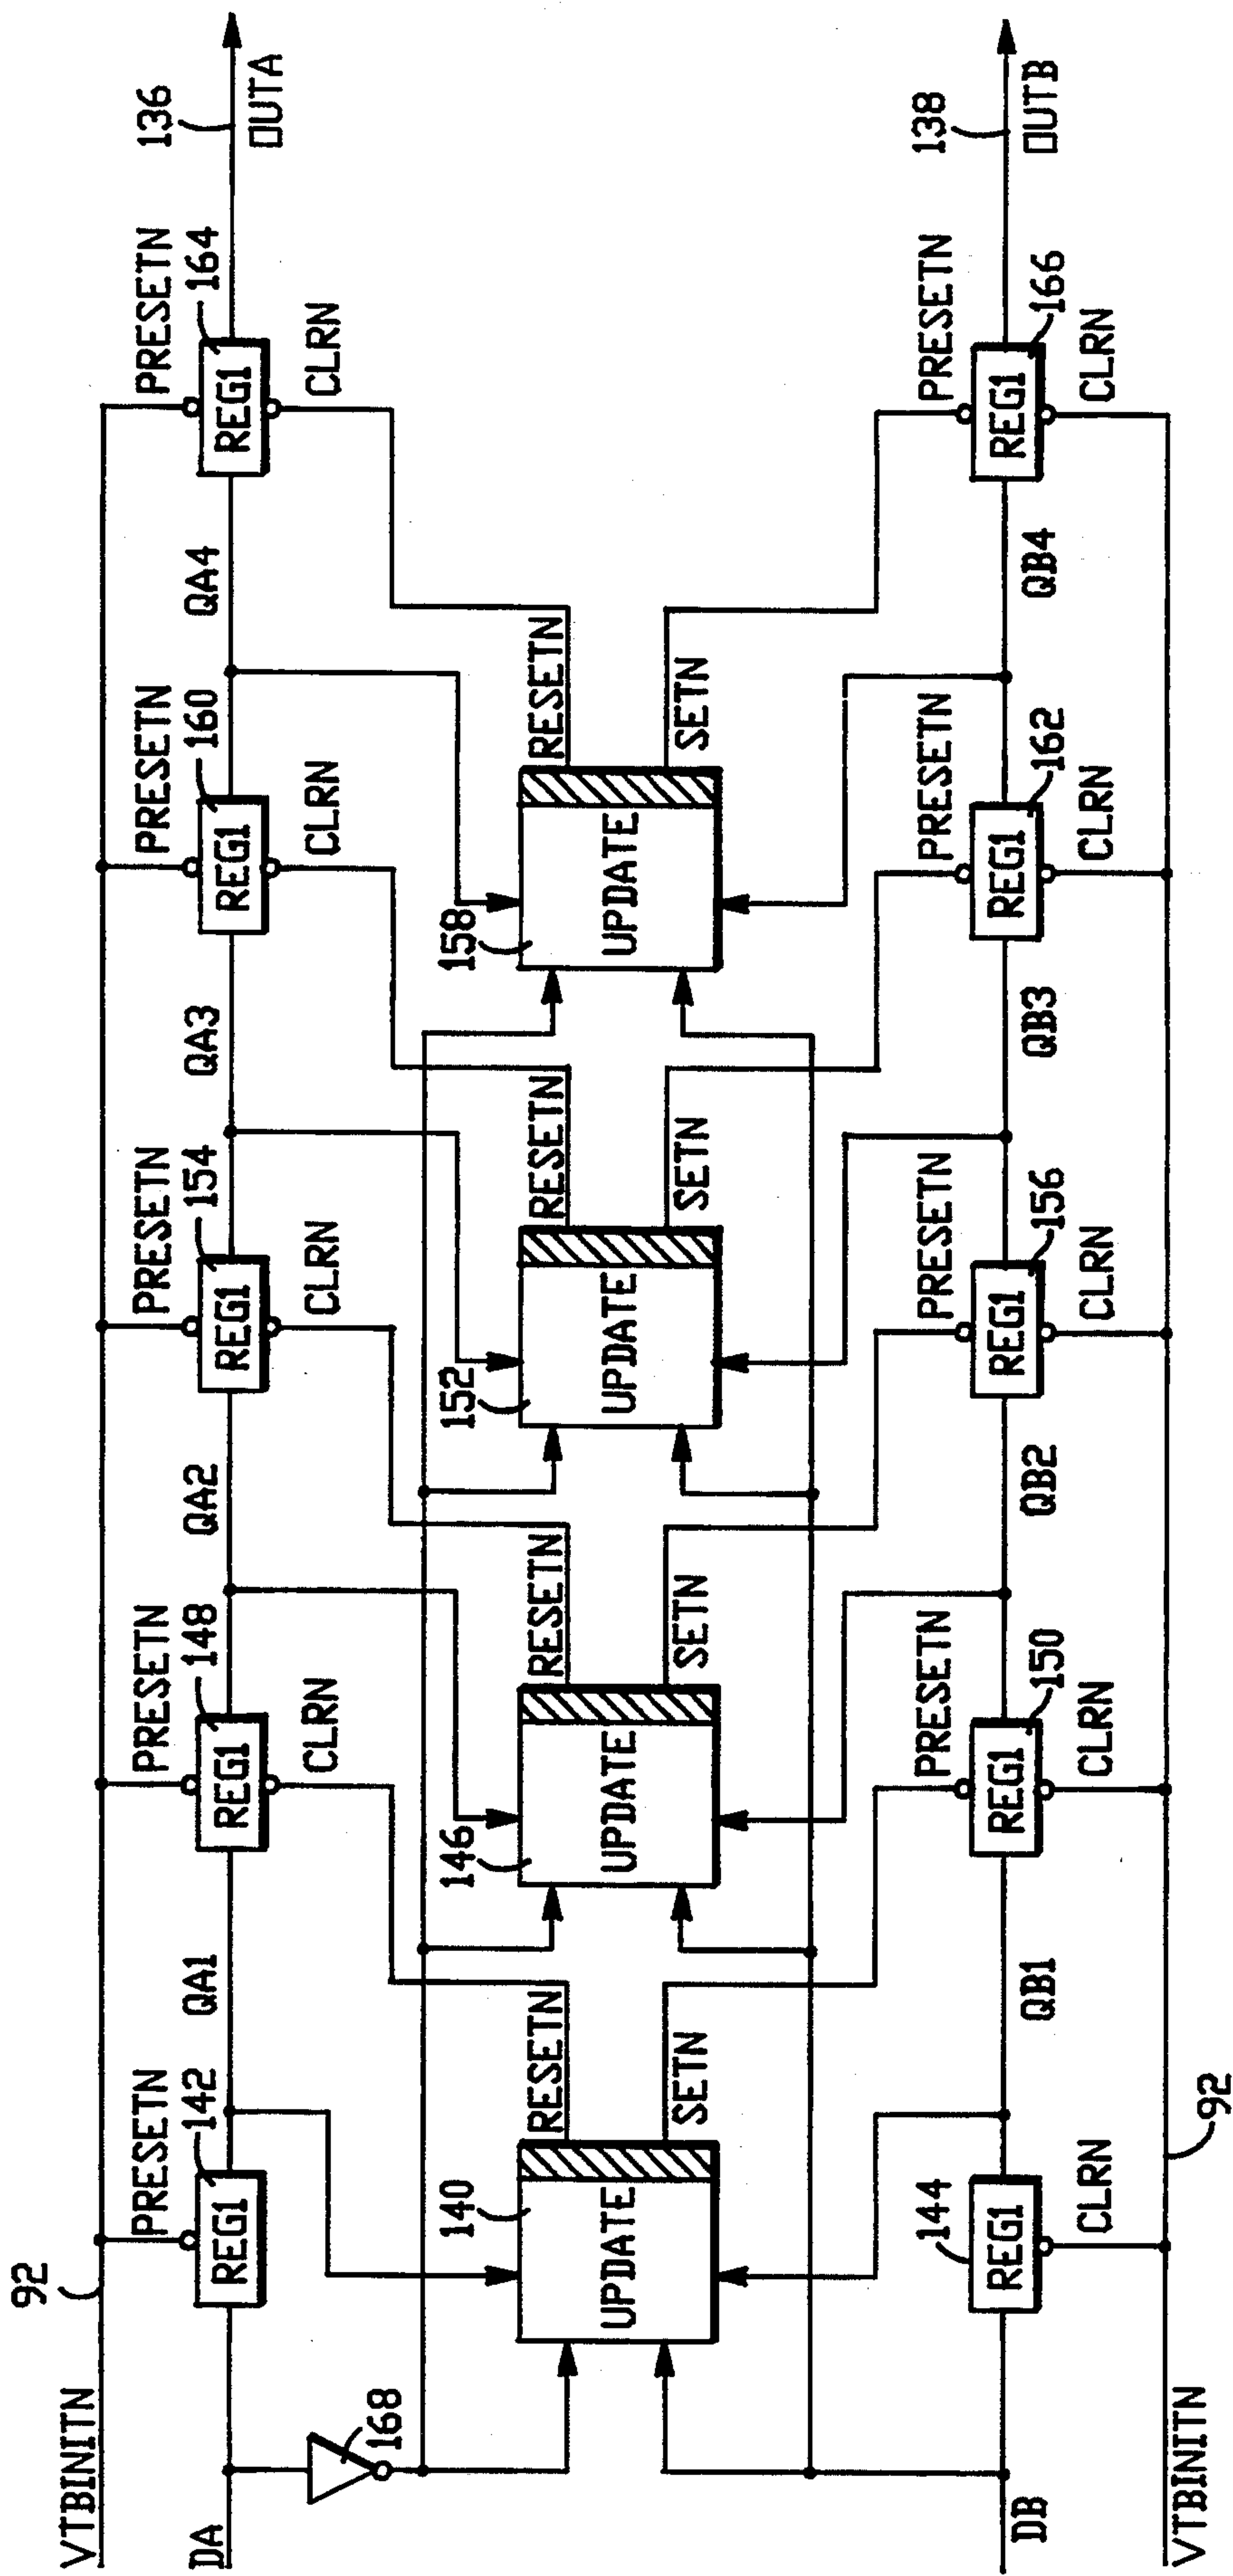 VTBINITN
92
PRESETN
PRESETN
PRESETN
PRESETN
PRESETN
142
148
154
160
164
136
DA
REG1
QA1
REG1
QA2
REG1
QA3
REG1
QA4
REG1
OUTA
168
CLRN
CLRN
CLRN
CLRN
140
146
152
158
RESETN
RESETN
RESETN
RESETN
UPDATE
UPDATE
UPDATE
UPDATE
SETN
SETN
SETN
SETN
144
PRESETN
PRESETN
PRESETN
PRESETN
138
DB
REG1
QB1
REG1
QB2
REG1
QB3
REG1
QB4
REG1
OUTB
150
156
162
166
CLRN
CLRN
CLRN
CLRN
CLRN
VTBINITN
92